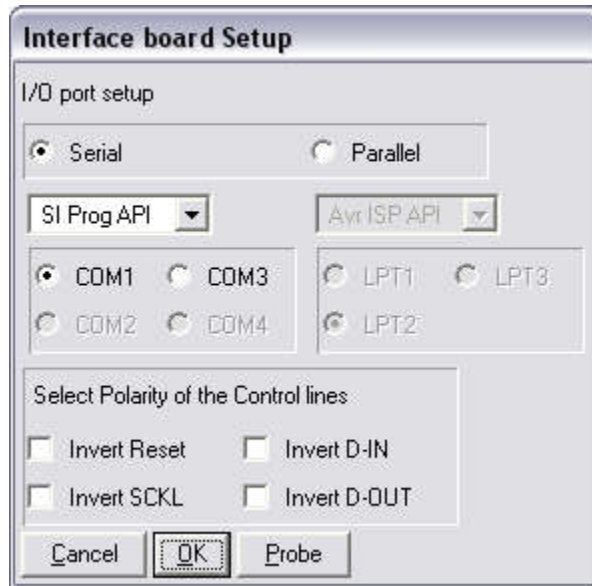 Interface board Setup
I/O port setup
Serial Parallel
SI Prog API Avr ISP API
COM1 COM3 LPT1 LPT3
COM2 COM4 LPT2
Select Polarity of the Control lines
Invert Reset Invert D-IN
Invert SCKL Invert D-OUT
Cancel OK Probe